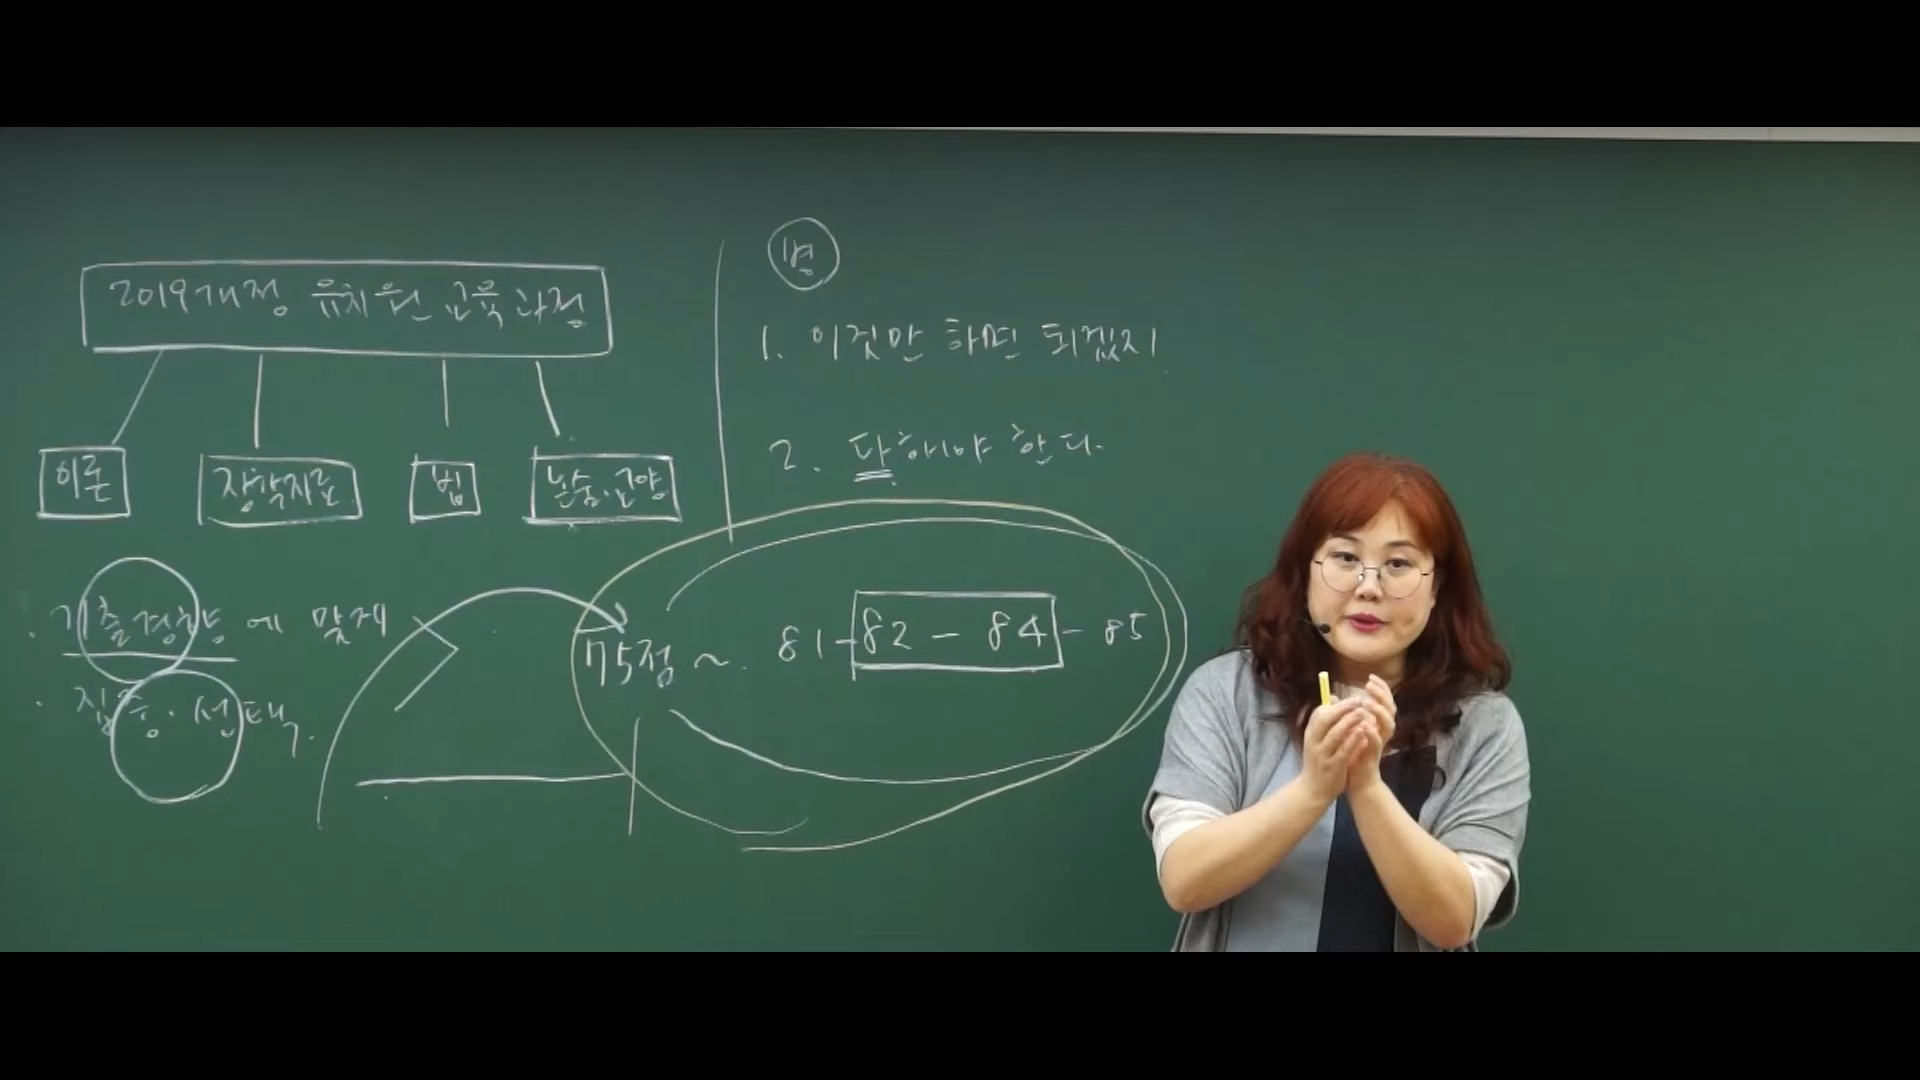 2019개정 유치원 교육과정
이론
장학자료
법
논술·교양
· 기출경향에 맞게
· 집중·선택.
병
1. 이것만 하면 되겠지
2. 다해야 한다.
75점 ~ 81-82 - 84 - 85